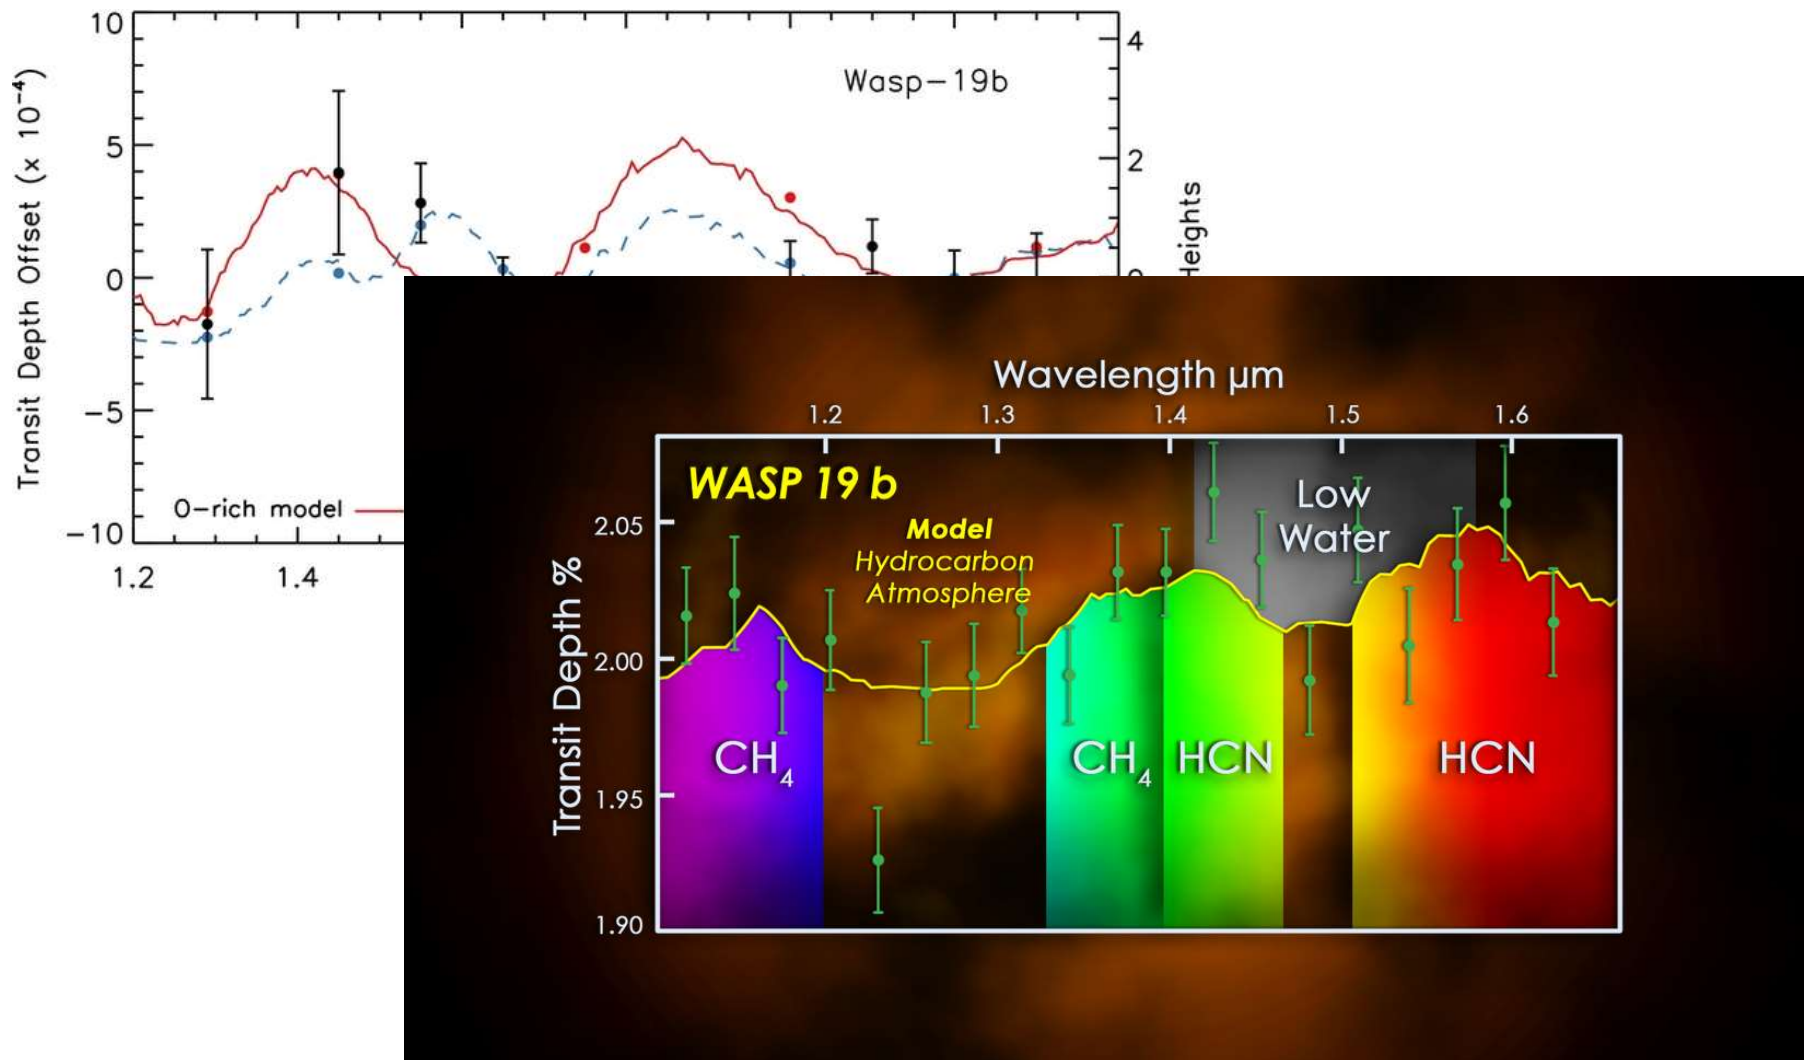 10
5
0
−5
−10
Transit Depth Offset (x 10⁻⁴)
Wasp−19b
4
2
O−rich model
1.2
1.4
Wavelength µm
1.2
1.3
1.4
1.5
1.6
WASP 19 b
Model
Hydrocarbon
Atmosphere
Low
Water
2.05
2.00
1.95
1.90
Transit Depth %
CH₄
CH₄
HCN
HCN